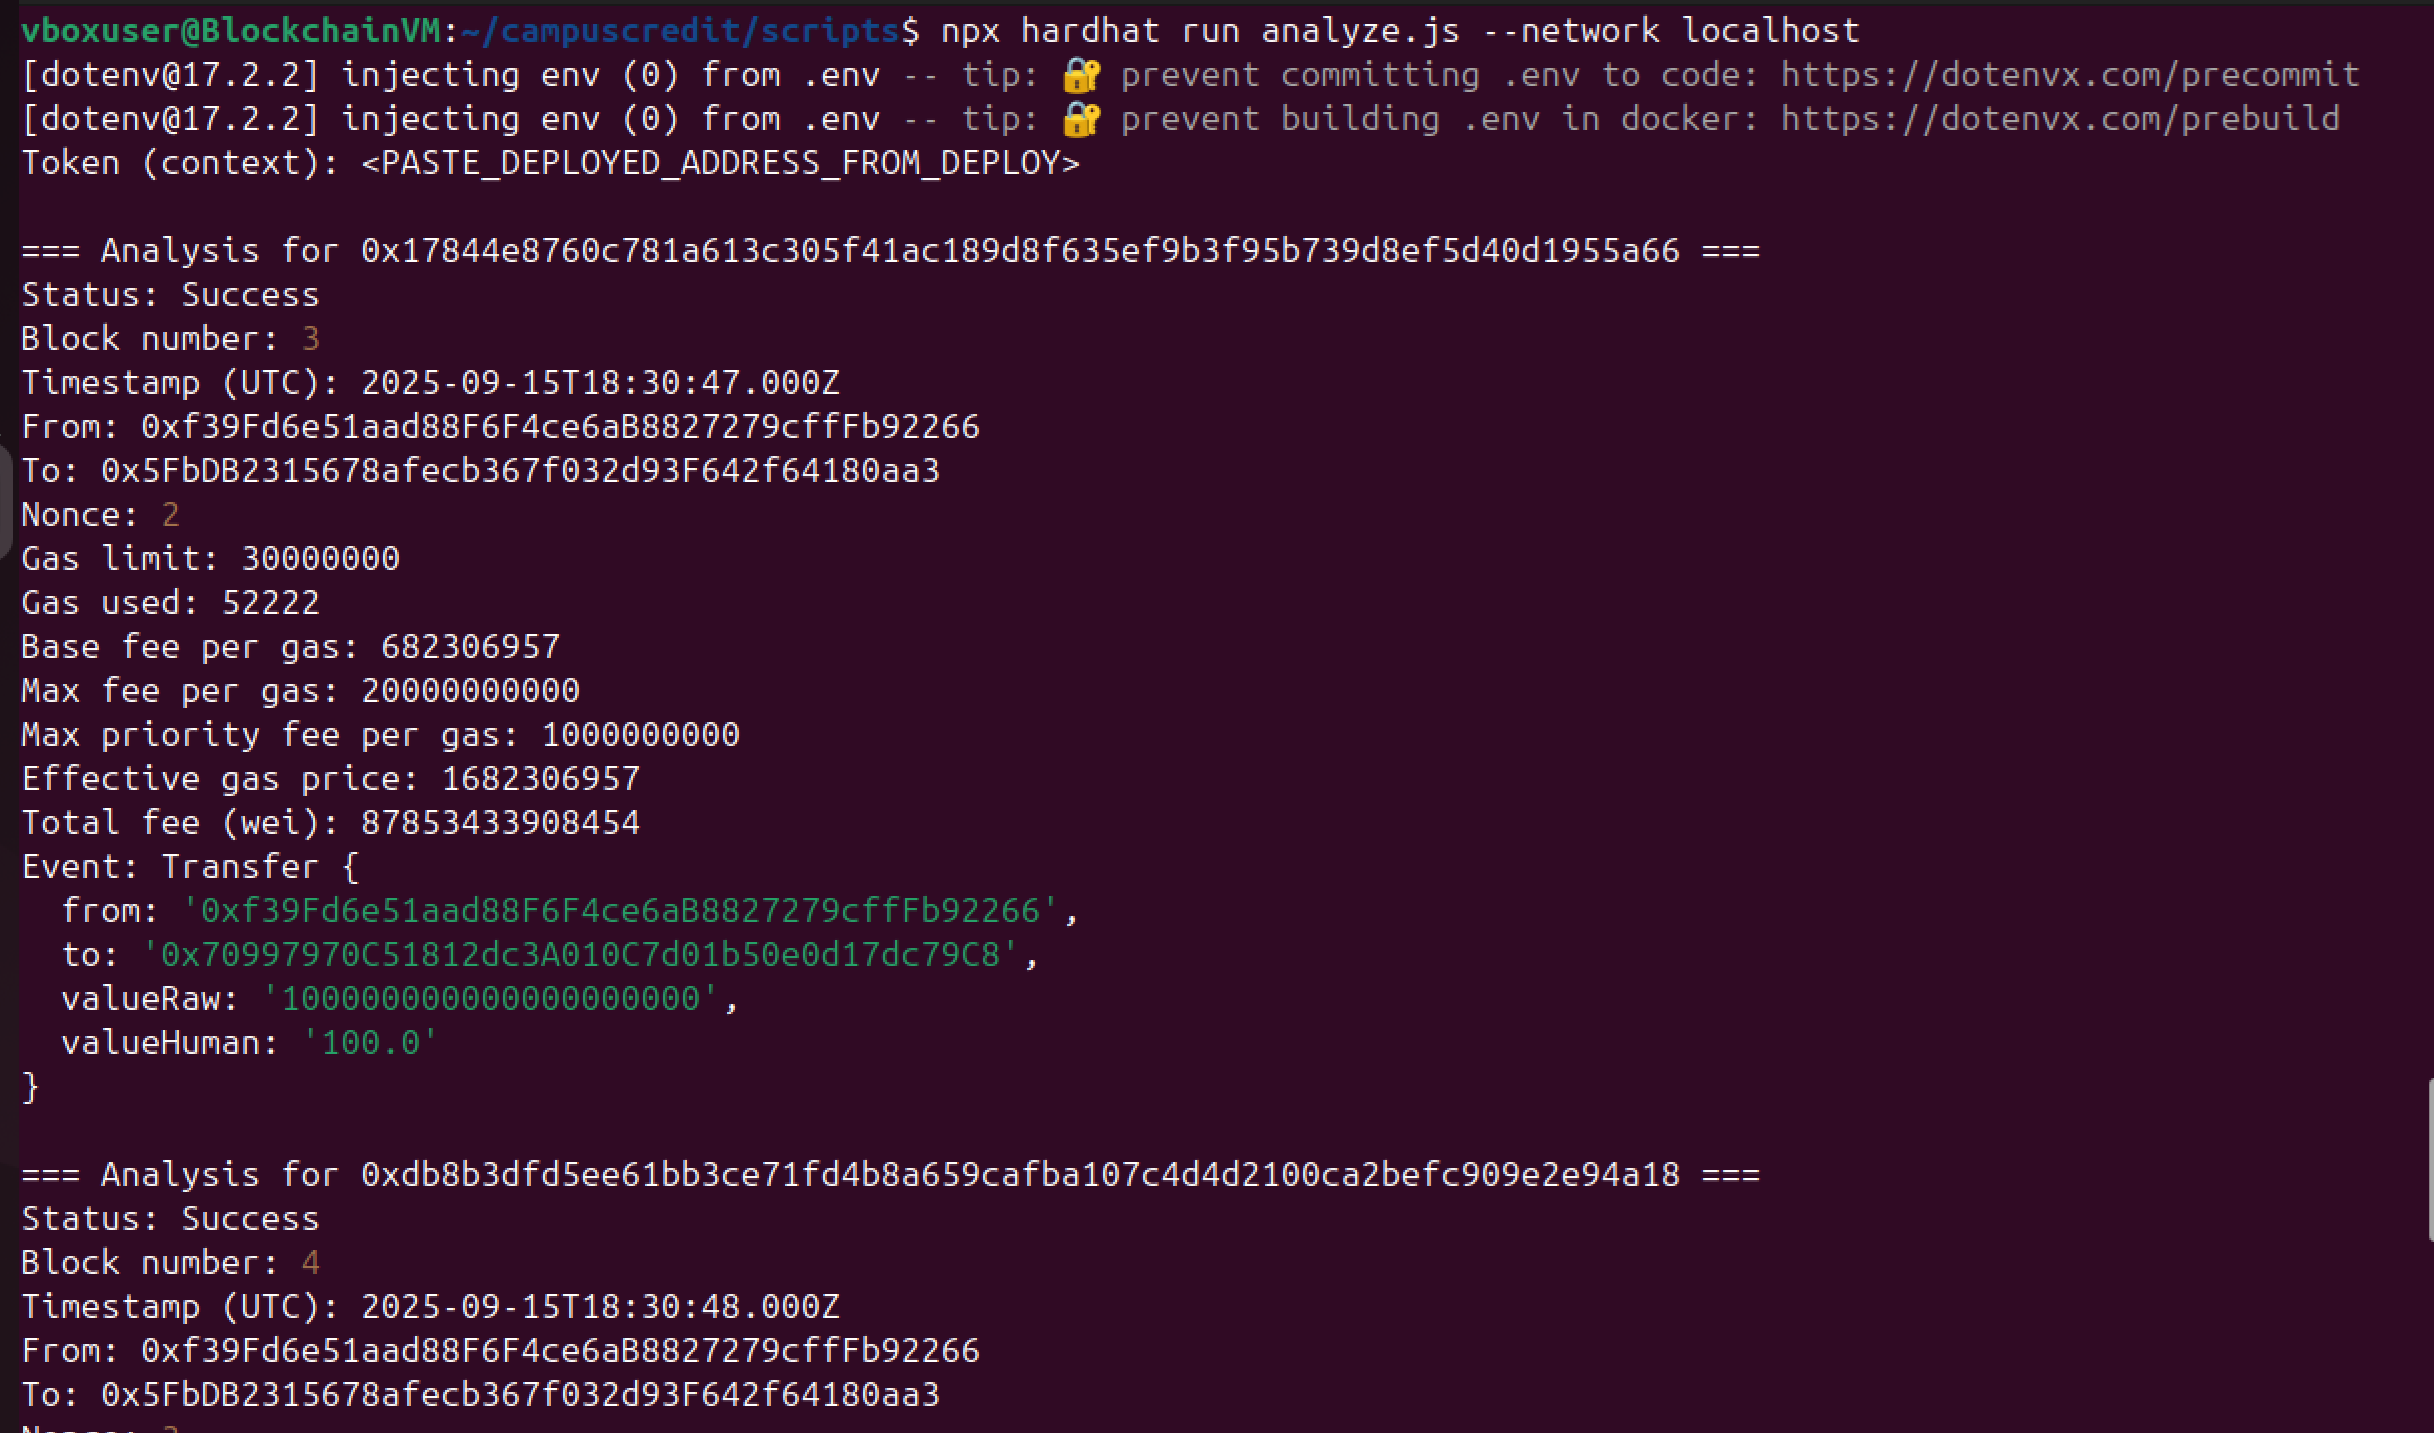 vboxuser@BlockchainVM:~/campuscredit/scripts$ npx hardhat run analyze.js --network localhost
[dotenv@17.2.2] injecting env (0) from .env -- tip: 🔐 prevent committing .env to code: https://dotenvx.com/precommit
[dotenv@17.2.2] injecting env (0) from .env -- tip: 🔐 prevent building .env in docker: https://dotenvx.com/prebuild
Token (context): <PASTE_DEPLOYED_ADDRESS_FROM_DEPLOY>
=== Analysis for 0x17844e8760c781a613c305f41ac189d8f635ef9b3f95b739d8ef5d40d1955a66 ===
Status: Success
Block number: 3
Timestamp (UTC): 2025-09-15T18:30:47.000Z
From: 0xf39Fd6e51aad88F6F4ce6aB8827279cffFb92266
To: 0x5FbDB2315678afecb367f032d93F642f64180aa3
Nonce: 2
Gas limit: 30000000
Gas used: 52222
Base fee per gas: 682306957
Max fee per gas: 20000000000
Max priority fee per gas: 1000000000
Effective gas price: 1682306957
Total fee (wei): 87853433908454
Event: Transfer {
  from: '0xf39Fd6e51aad88F6F4ce6aB8827279cffFb92266',
  to: '0x70997970C51812dc3A010C7d01b50e0d17dc79C8',
  valueRaw: '100000000000000000000',
  valueHuman: '100.0'
}
=== Analysis for 0xdb8b3dfd5ee61bb3ce71fd4b8a659cafba107c4d4d2100ca2befc909e2e94a18 ===
Status: Success
Block number: 4
Timestamp (UTC): 2025-09-15T18:30:48.000Z
From: 0xf39Fd6e51aad88F6F4ce6aB8827279cffFb92266
To: 0x5FbDB2315678afecb367f032d93F642f64180aa3